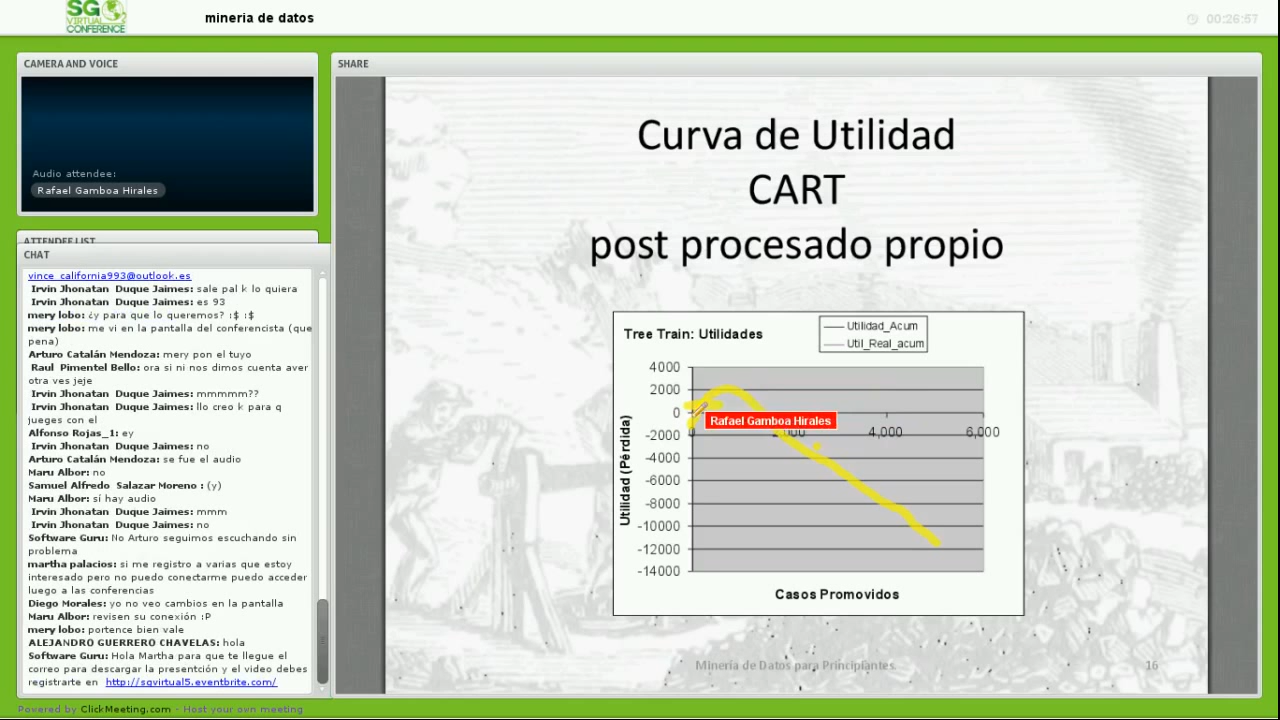 SG
VIRTUAL
CONFERENCE
mineria de datos
00:26:57
CAMERA AND VOICE
Audio attendee:
Rafael Gamboa Hirales
ATTENDEE LIST
CHAT
vince_california993@outlook.es
Irvin Jhonatan Duque Jaimes: sale pal k lo quiera
Irvin Jhonatan Duque Jaimes: es 93
mery lobo: ¿y para que lo queremos? :$ :$
mery lobo: me vi en la pantalla del conferencista (que
pena)
Arturo Catalán Mendoza: mery pon el tuyo
Raul Pimentel Bello: ora si ni nos dimos cuenta aver
otra ves jeje
Irvin Jhonatan Duque Jaimes: mmmmm??
Irvin Jhonatan Duque Jaimes: llo creo k para q
jueges con el
Alfonso Rojas_1: ey
Irvin Jhonatan Duque Jaimes: no
Arturo Catalán Mendoza: se fue el audio
Maru Albor: no
Samuel Alfredo Salazar Moreno : (y)
Maru Albor: sí hay audio
Irvin Jhonatan Duque Jaimes: mmm
Irvin Jhonatan Duque Jaimes: no
Software Guru: No Arturo seguimos escuchando sin
problema
martha palacios: si me registro a varias que estoy
interesado pero no puedo conectarme puedo acceder
luego a las conferencias
Diego Morales: yo no veo cambios en la pantalla
Maru Albor: revisen su conexión :P
mery lobo: portence bien vale
ALEJANDRO GUERRERO CHAVELAS: hola
Software Guru: Hola Martha para que te llegue el
correo para descargar la presentción y el video debes
registrarte en http://sgvirtual5.eventbrite.com/
SHARE
Curva de Utilidad
CART
post procesado propio
Tree Train: Utilidades
Utilidad_Acum
Util_Real_acum
Utilidad (Pérdida)
4000
2000
0
-2000
-4000
-6000
-8000
-10000
-12000
-14000
Rafael Gamboa Hirales
4,000
6,000
Casos Promovidos
Mineria de Datos para Principiantes.
16
Powered by ClickMeeting.com - Host your own meeting